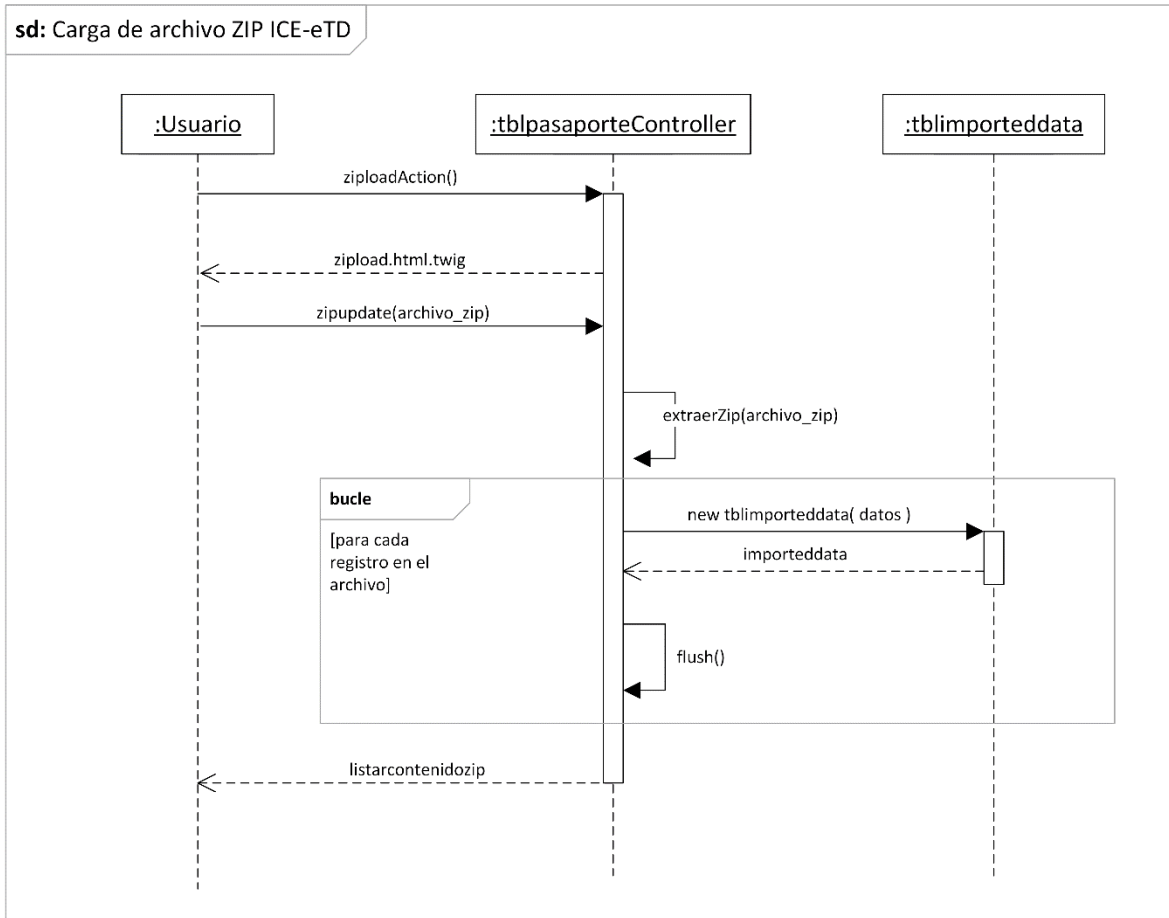 sd: Carga de archivo ZIP ICE-eTD
:Usuario
:tblpasaporteController
:tblimporteddata
ziploadAction()
zipload.html.twig
zipupdate(archivo_zip)
extraerZip(archivo_zip)
bucle
[para cada
registro en el
archivo]
new tblimporteddata( datos )
importeddata
flush()
listarcontenidozip